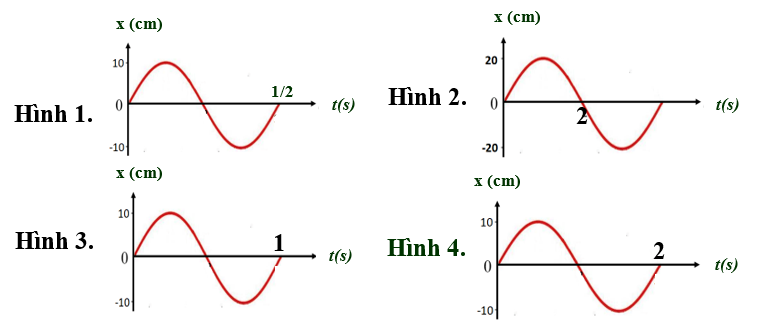 Hình 1.
x (cm)
10
0
-10
1/2
t(s)
Hình 2.
x (cm)
20
0
-20
2
t(s)
Hình 3.
x (cm)
10
0
-10
1
t(s)
Hình 4.
x (cm)
10
0
-10
2
t(s)